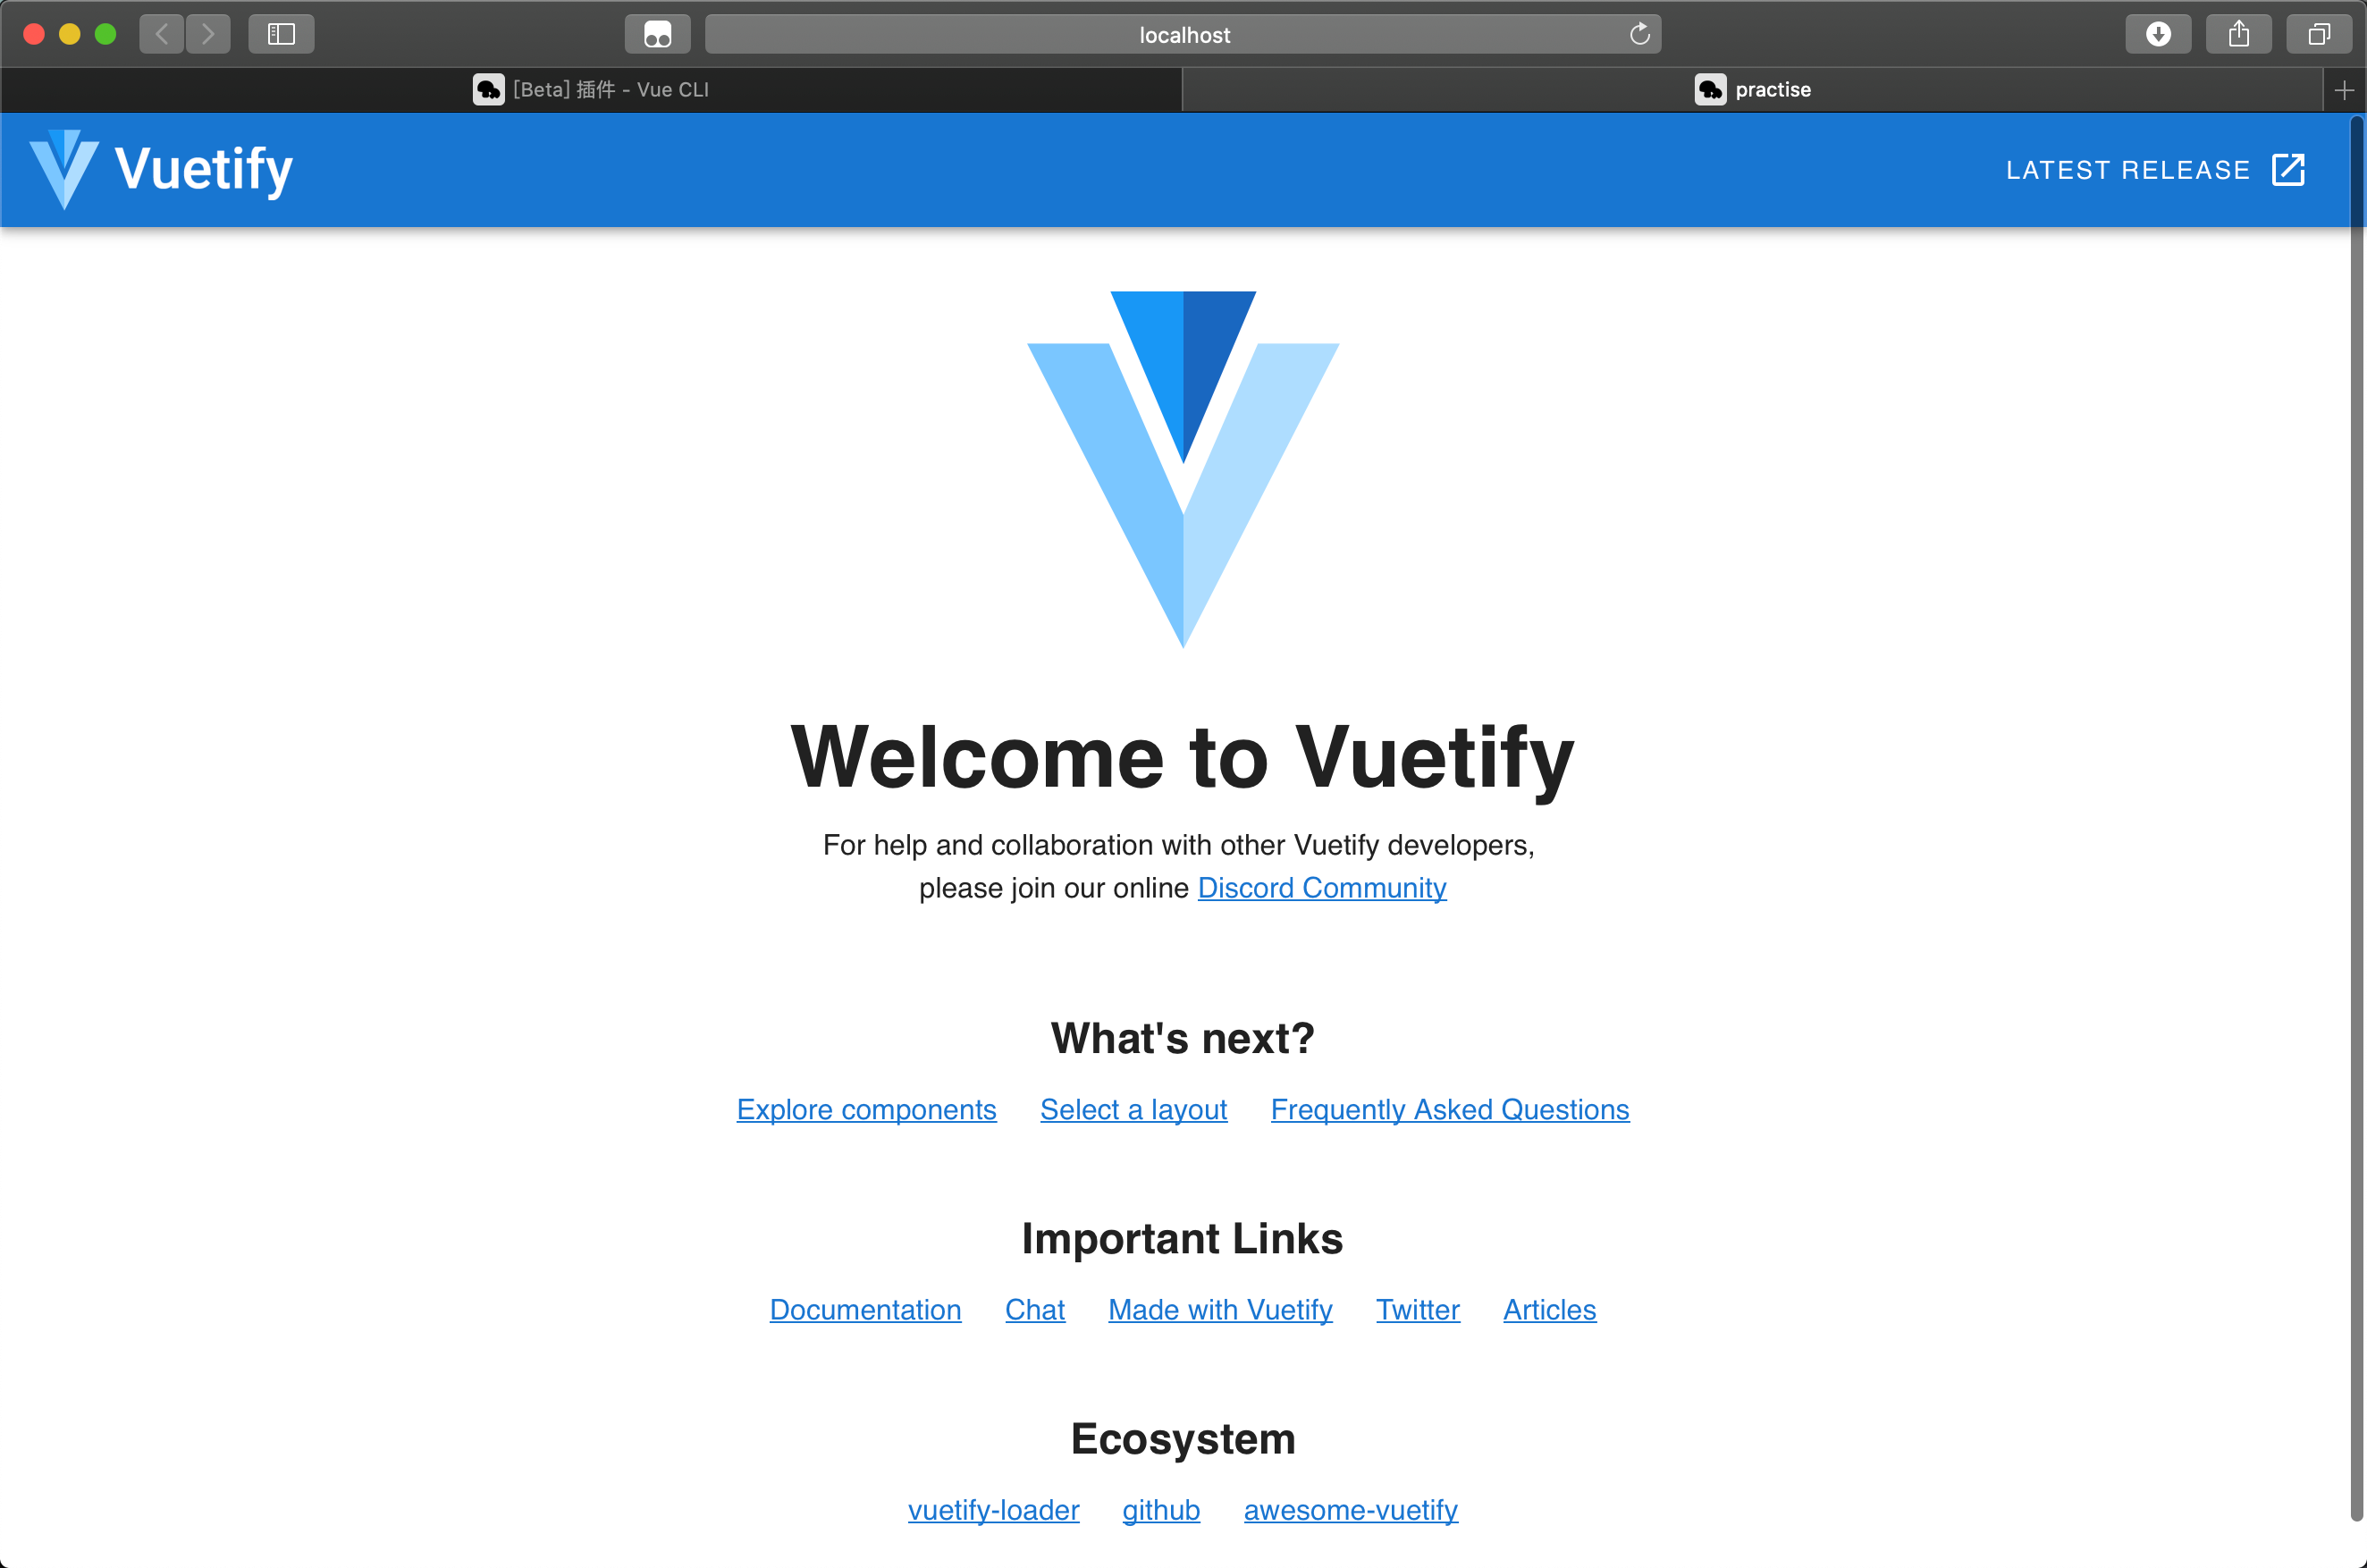 localhost
[Beta] 插件 - Vue CLI
practise
Vuetify
LATEST RELEASE
Welcome to Vuetify
For help and collaboration with other Vuetify developers,
please join our online Discord Community
What's next?
Explore components Select a layout Frequently Asked Questions
Important Links
Documentation Chat Made with Vuetify Twitter Articles
Ecosystem
vuetify-loader github awesome-vuetify